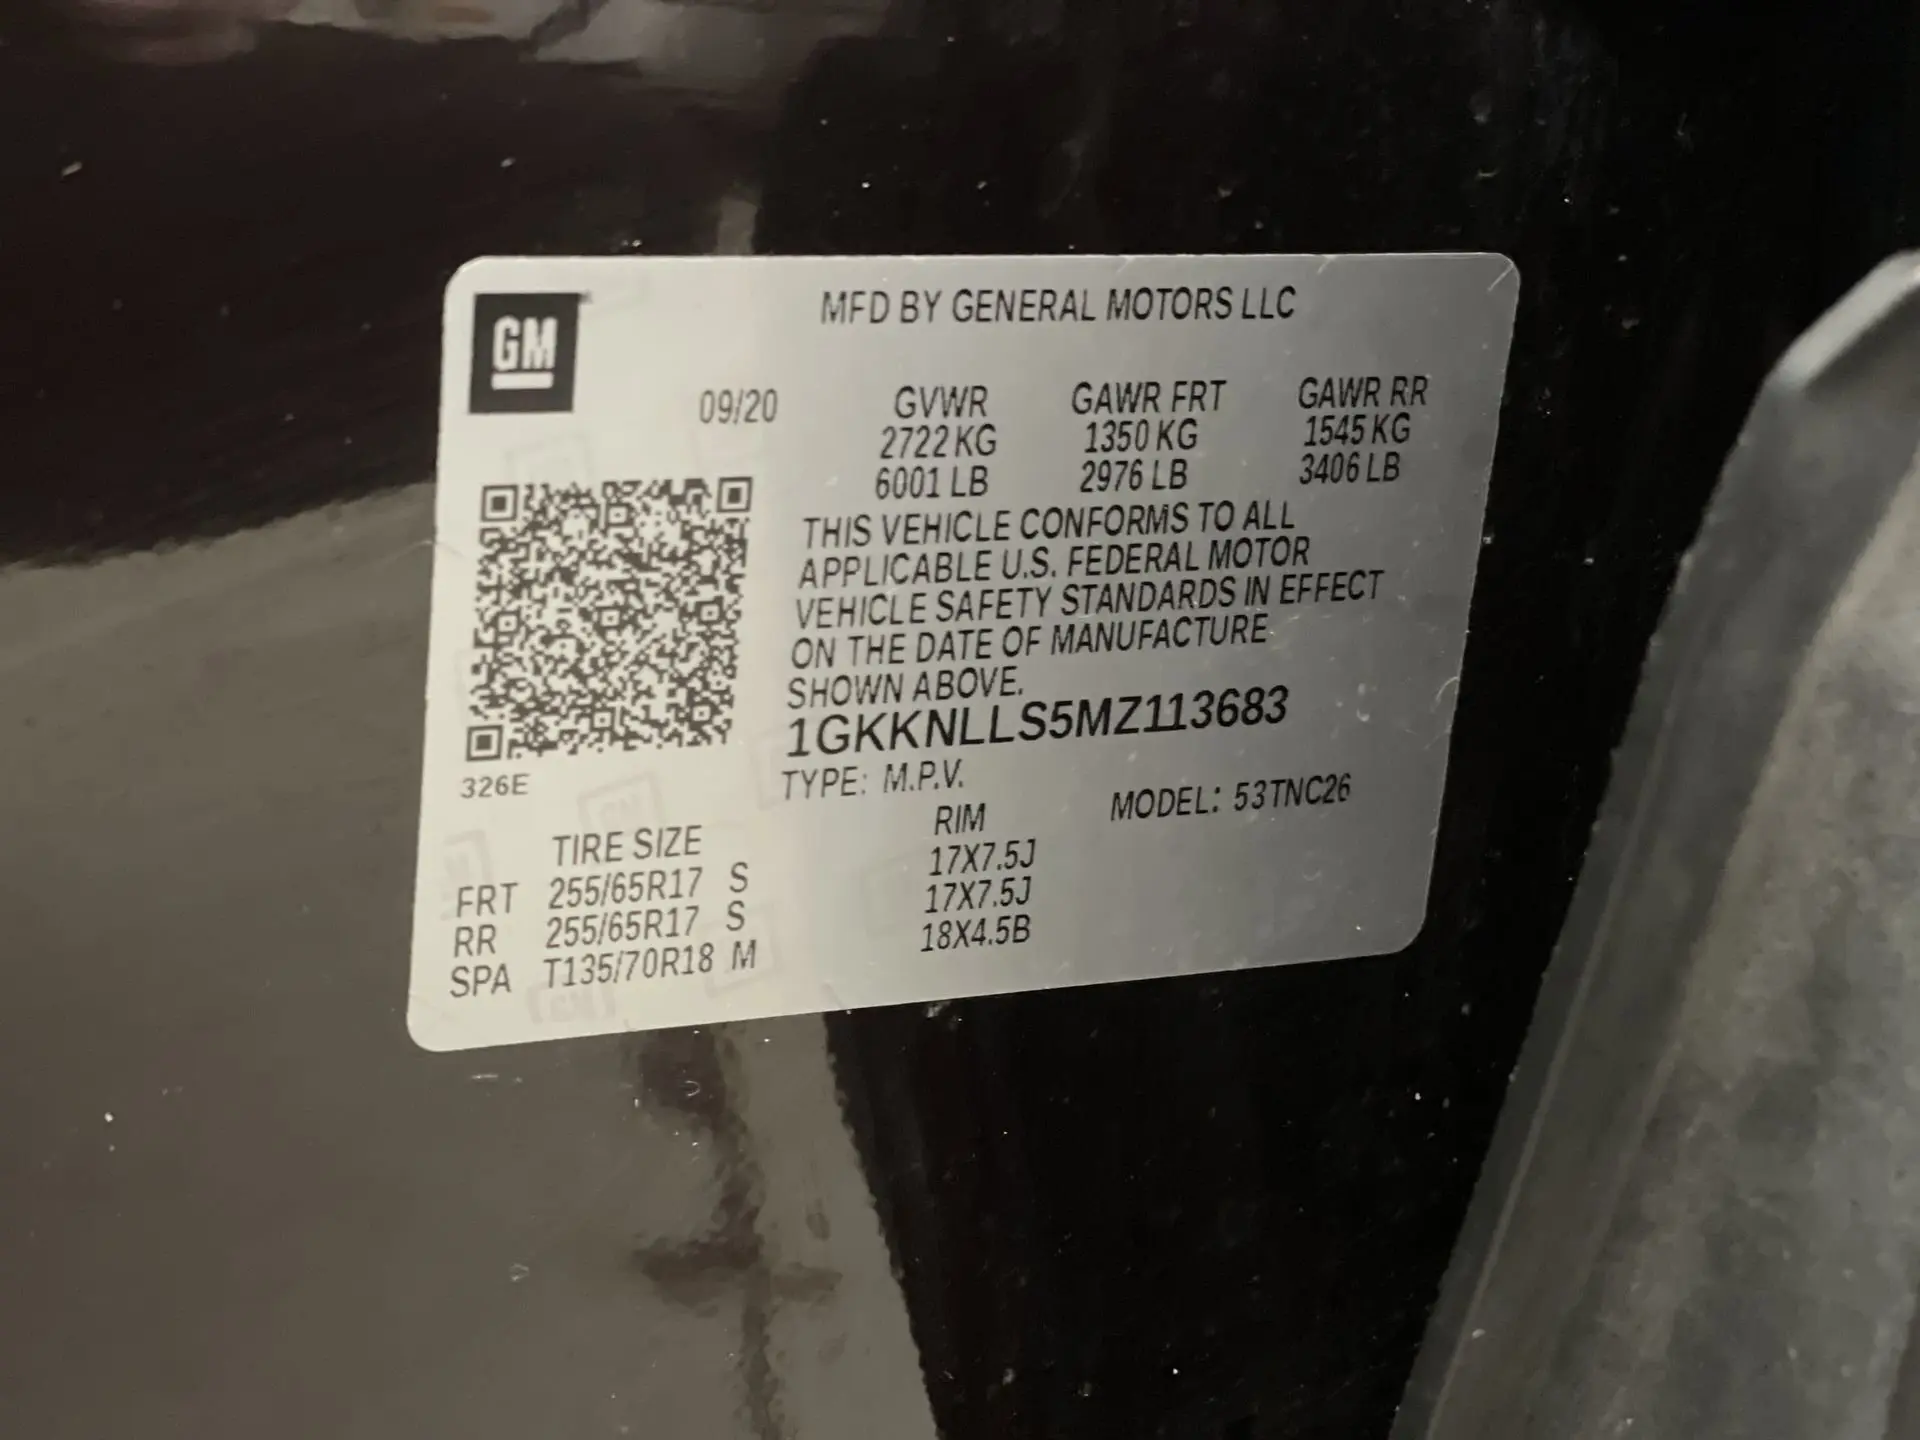 GM
MFD BY GENERAL MOTORS LLC
09/20 GVWR GAWR FRT GAWR RR
2722 KG 1350 KG 1545 KG
6001 LB 2976 LB 3406 LB
THIS VEHICLE CONFORMS TO ALL
APPLICABLE U.S. FEDERAL MOTOR
VEHICLE SAFETY STANDARDS IN EFFECT
ON THE DATE OF MANUFACTURE
SHOWN ABOVE.
1GKKNLLS5MZ113683
326E
TYPE: M.P.V. MODEL: 53TNC26
TIRE SIZE RIM
FRT 255/65R17 S 17X7.5J
RR 255/65R17 S 17X7.5J
SPA T135/70R18 M 18X4.5B